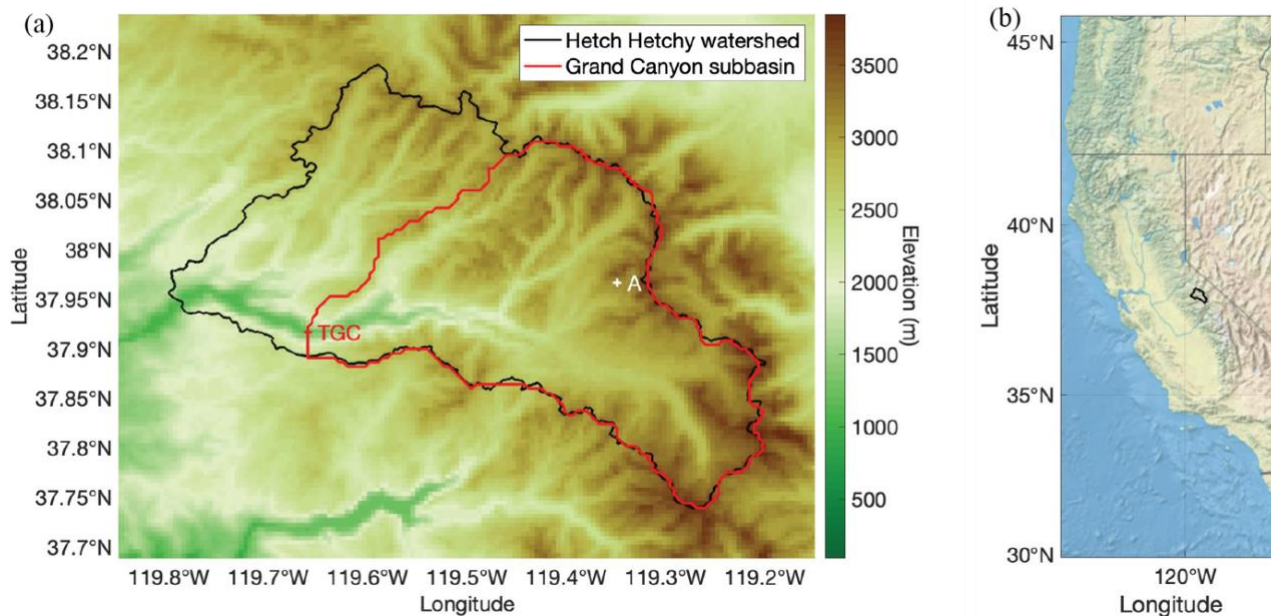 (a)
Hetch Hetchy watershed
Grand Canyon subbasin
38.2°N
38.15°N
38.1°N
38.05°N
38°N
37.95°N
37.9°N
37.85°N
37.8°N
37.75°N
37.7°N
Latitude
A
TGC
119.8°W 119.7°W 119.6°W 119.5°W 119.4°W 119.3°W 119.2°W
Longitude
3500
3000
2500
2000
1500
1000
500
Elevation (m)
(b)
45°N
40°N
35°N
30°N
Latitude
120°W
Longitude